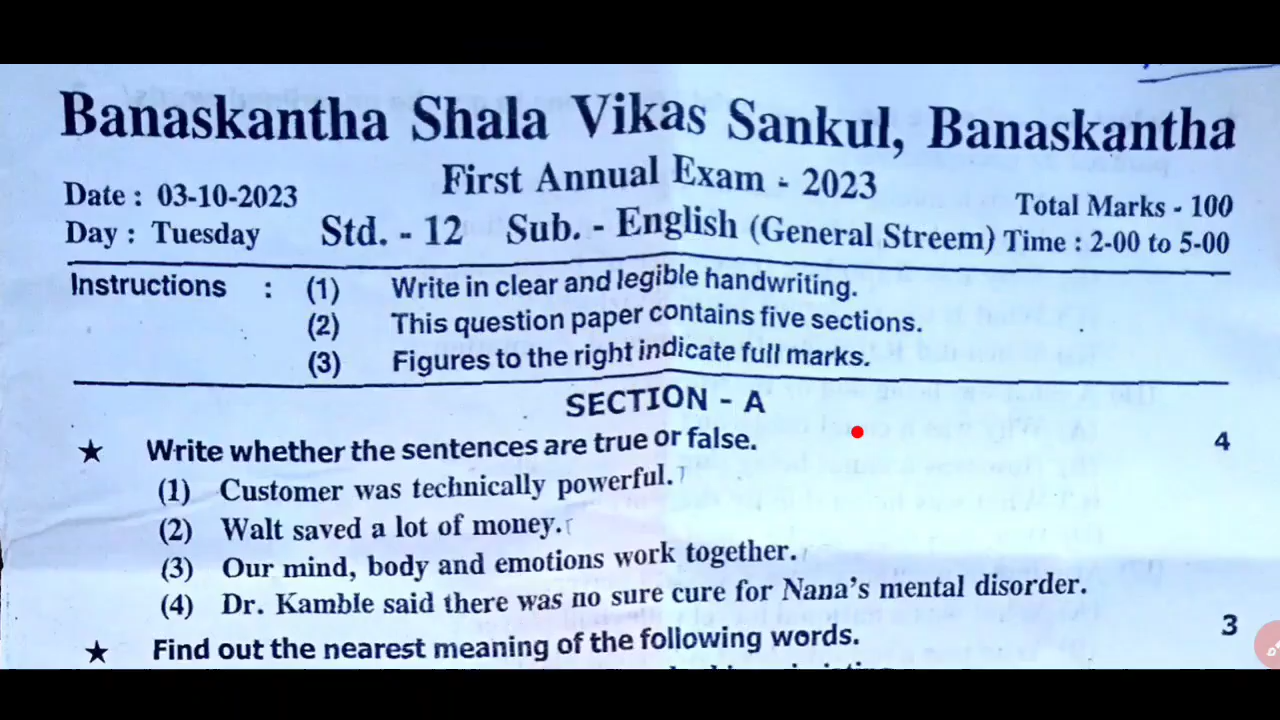 Banaskantha Shala Vikas Sankul, Banaskantha
First Annual Exam - 2023
Date : 03-10-2023
Total Marks - 100
Day : Tuesday Std. - 12 Sub. - English (General Streem) Time : 2-00 to 5-00
Instructions : (1) Write in clear and legible handwriting.
(2) This question paper contains five sections.
(3) Figures to the right indicate full marks.
SECTION - A
★ Write whether the sentences are true or false. 4
(1) Customer was technically powerful.
(2) Walt saved a lot of money.
(3) Our mind, body and emotions work together.
(4) Dr. Kamble said there was no sure cure for Nana's mental disorder.
★ Find out the nearest meaning of the following words. 3